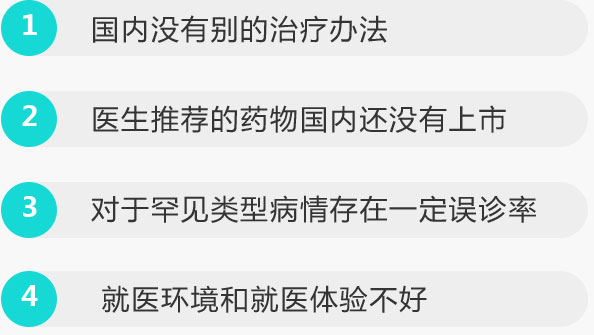 1 国内没有别的治疗办法
2 医生推荐的药物国内还没有上市
3 对于罕见类型病情存在一定误诊率
4 就医环境和就医体验不好